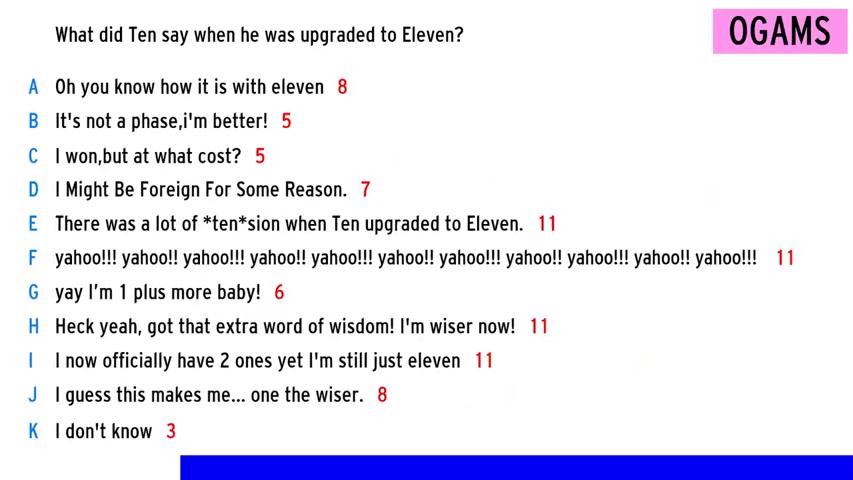 What did Ten say when he was upgraded to Eleven?
OGAMS
A Oh you know how it is with eleven 8
B It's not a phase,i'm better! 5
C I won,but at what cost? 5
D I Might Be Foreign For Some Reason. 7
E There was a lot of *ten*sion when Ten upgraded to Eleven. 11
F yahoo!!! yahoo!! yahoo!!! yahoo!! yahoo!!! yahoo!! yahoo!!! yahoo!! yahoo!!! yahoo!! yahoo!!! 11
G yay I'm 1 plus more baby! 6
H Heck yeah, got that extra word of wisdom! I'm wiser now! 11
I I now officially have 2 ones yet I'm still just eleven 11
J I guess this makes me... one the wiser. 8
K I don't know 3